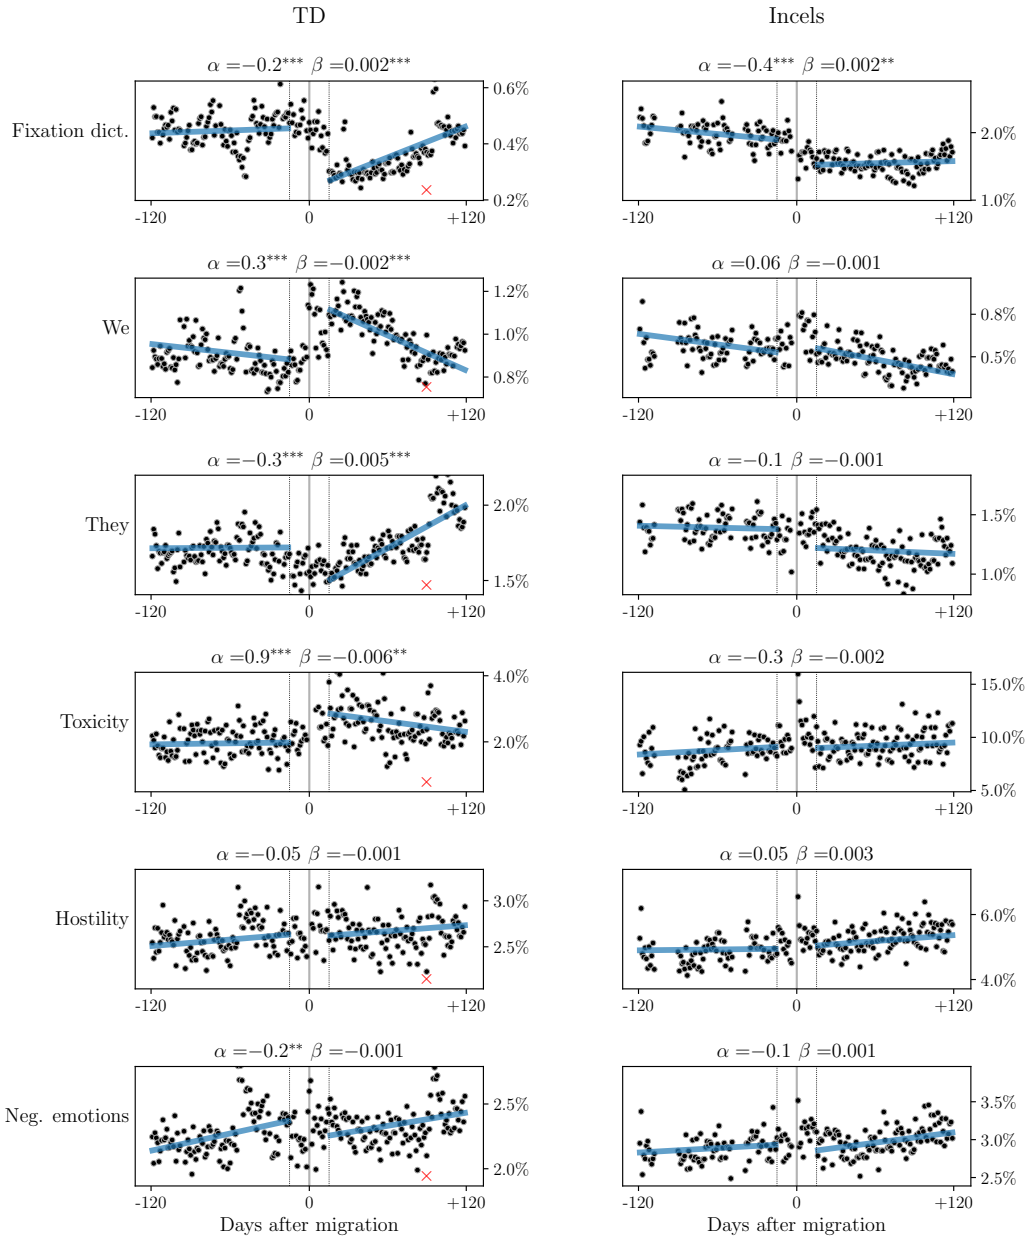 TD Incels
α =−0.2*** β =0.002*** α =−0.4*** β =0.002**
Fixation dict.
0.6%
0.4%
0.2%
2.0%
1.0%
-120 0 +120 -120 0 +120
α =0.3*** β =−0.002*** α =0.06 β =−0.001
We
1.2%
1.0%
0.8%
0.8%
0.5%
-120 0 +120 -120 0 +120
α =−0.3*** β =0.005*** α =−0.1 β =−0.001
They
2.0%
1.5%
1.5%
1.0%
-120 0 +120 -120 0 +120
α =0.9*** β =−0.006** α =−0.3 β =−0.002
Toxicity
4.0%
2.0%
15.0%
10.0%
5.0%
-120 0 +120 -120 0 +120
α =−0.05 β =−0.001 α =0.05 β =0.003
Hostility
3.0%
2.5%
6.0%
4.0%
-120 0 +120 -120 0 +120
α =−0.2** β =−0.001 α =−0.1 β =0.001
Neg. emotions
2.5%
2.0%
3.5%
3.0%
2.5%
-120 0 +120 -120 0 +120
Days after migration Days after migration